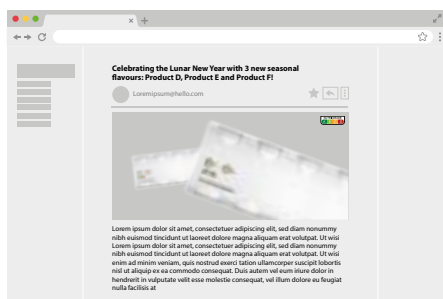 Celebrating the Lunar New Year with 3 new seasonal
flavours: Product D, Product E and Product F!
Loremipsum@hello.com
Lorem ipsum dolor sit amet, consectetuer adipiscing elit, sed diam nonummy
nibh euismod tincidunt ut laoreet dolore magna aliquam erat volutpat. Ut wisi
Lorem ipsum dolor sit amet, consectetuer adipiscing elit, sed diam nonummy
nibh euismod tincidunt ut laoreet dolore magna aliquam erat volutpat. Ut wisi
enim ad minim veniam, quis nostrud exerci tation ullamcorper suscipit lobortis
nisl ut aliquip ex ea commodo consequat. Duis autem vel eum iriure dolor in
hendrerit in vulputate velit esse molestie consequat, vel illum dolore eu feugiat
nulla facilisis at